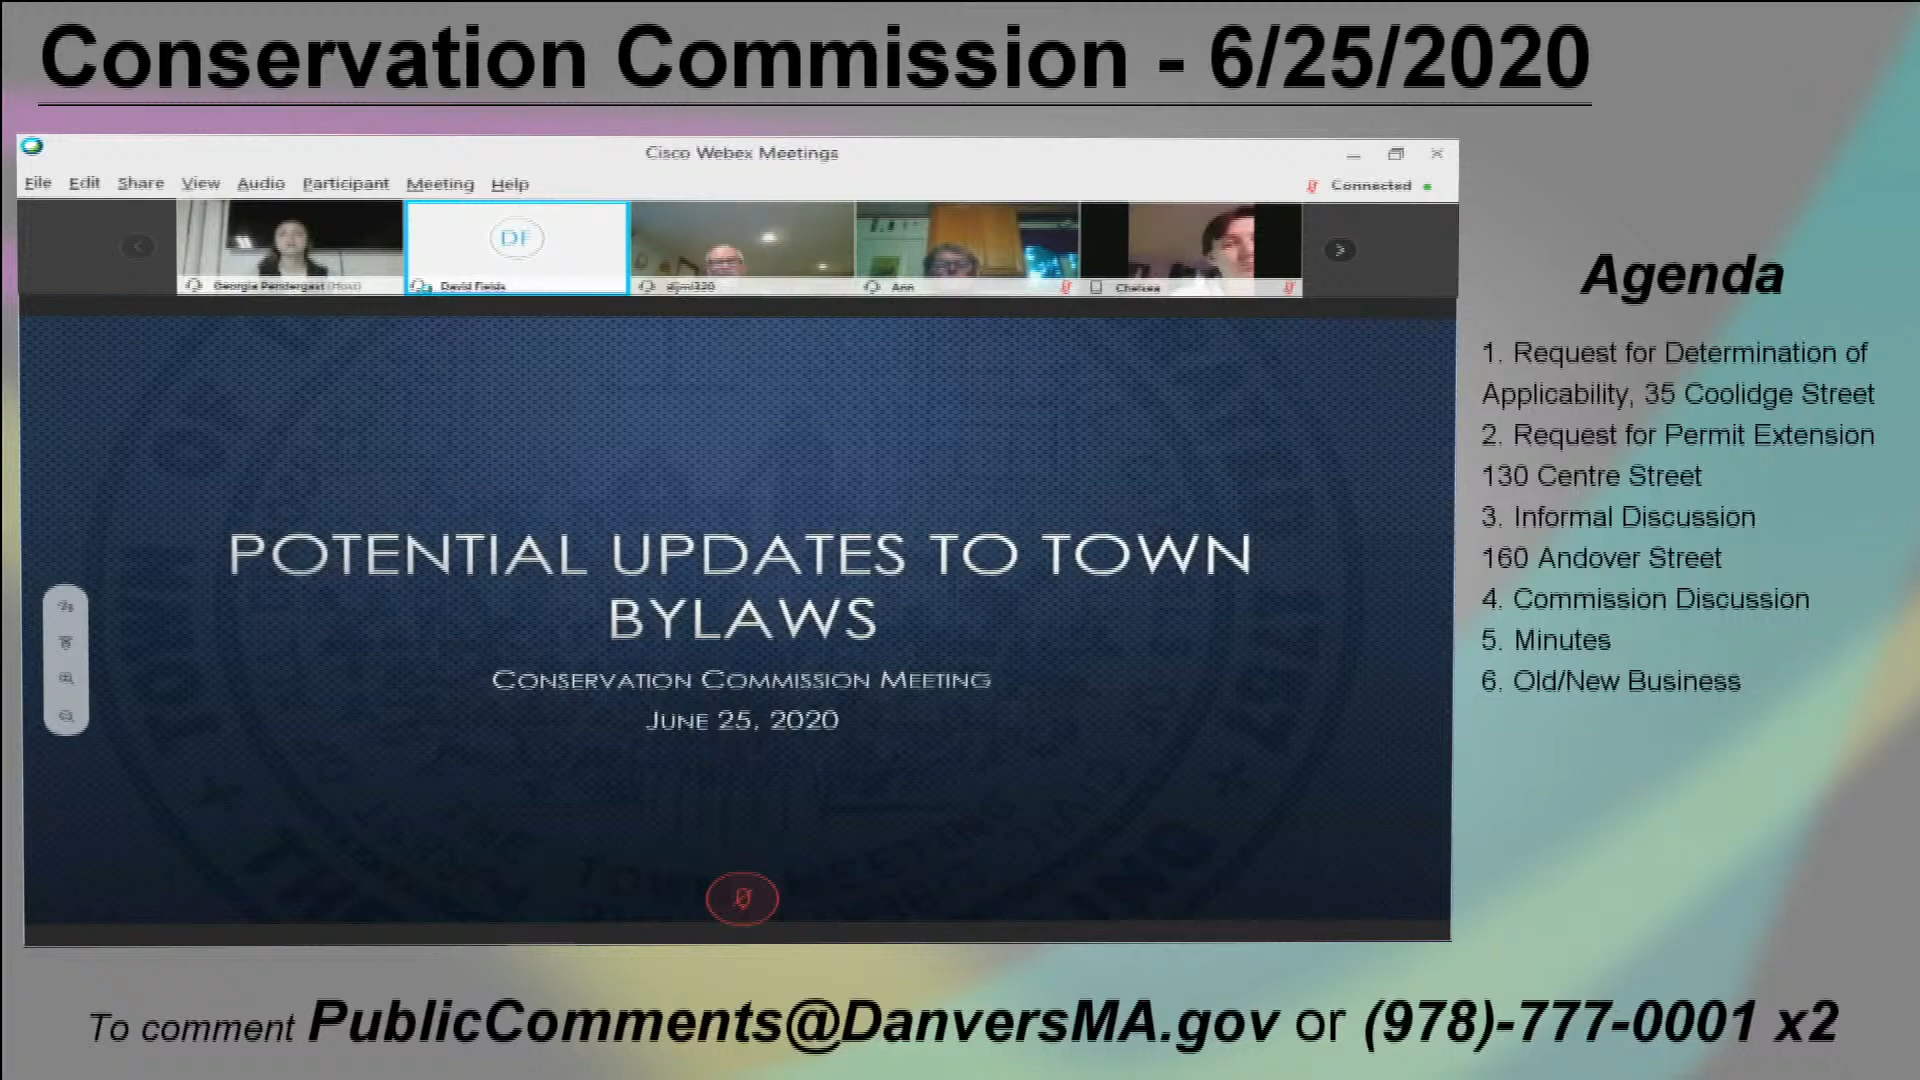 Conservation Commission - 6/25/2020
Cisco Webex Meetings
File Edit Share View Audio Participant Meeting Help
Connected
DF
Georgia Pendergast (Host)
David Fields
Ann
Chelsea
POTENTIAL UPDATES TO TOWN
BYLAWS
CONSERVATION COMMISSION MEETING
JUNE 25, 2020
Agenda
1. Request for Determination of
Applicability, 35 Coolidge Street
2. Request for Permit Extension
130 Centre Street
3. Informal Discussion
160 Andover Street
4. Commission Discussion
5. Minutes
6. Old/New Business
To comment PublicComments@DanversMA.gov or (978)-777-0001 x2